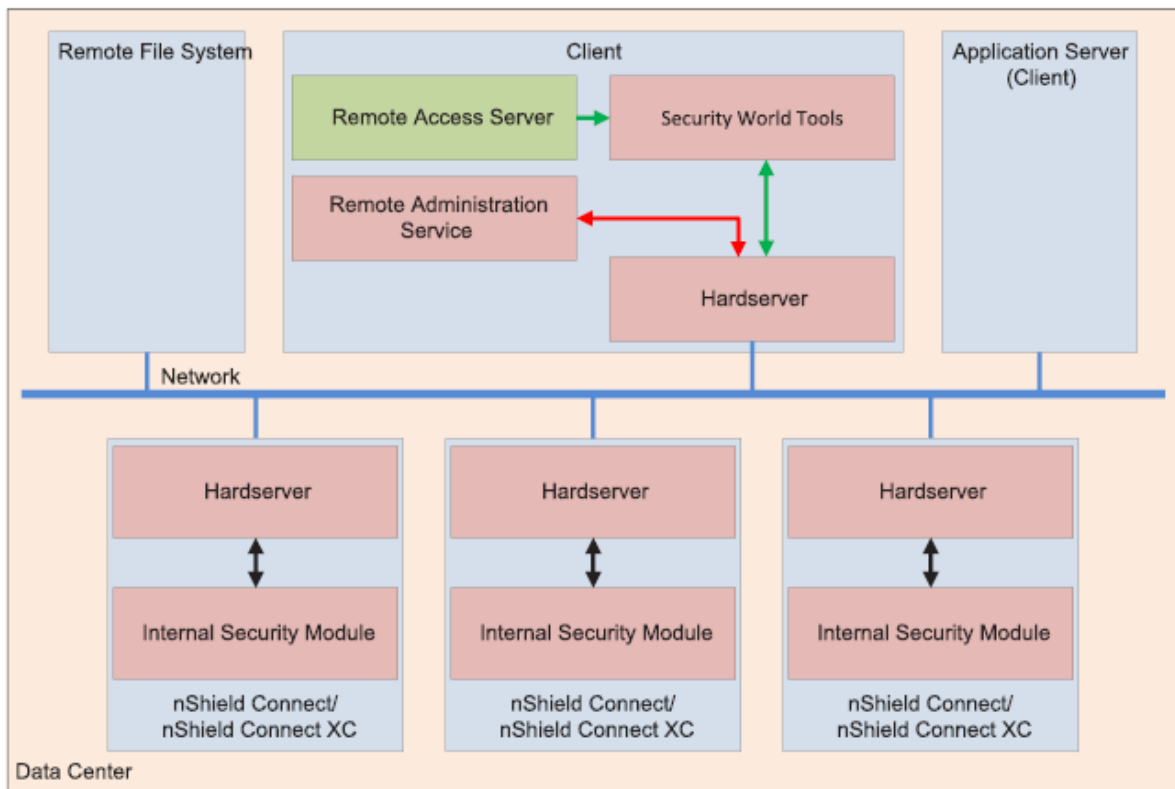 Remote File System
Client
Application Server
(Client)
Remote Access Server
Security World Tools
Remote Administration
Service
Hardserver
Network
Hardserver
Hardserver
Hardserver
Internal Security Module
Internal Security Module
Internal Security Module
nShield Connect/
nShield Connect XC
nShield Connect/
nShield Connect XC
nShield Connect/
nShield Connect XC
Data Center